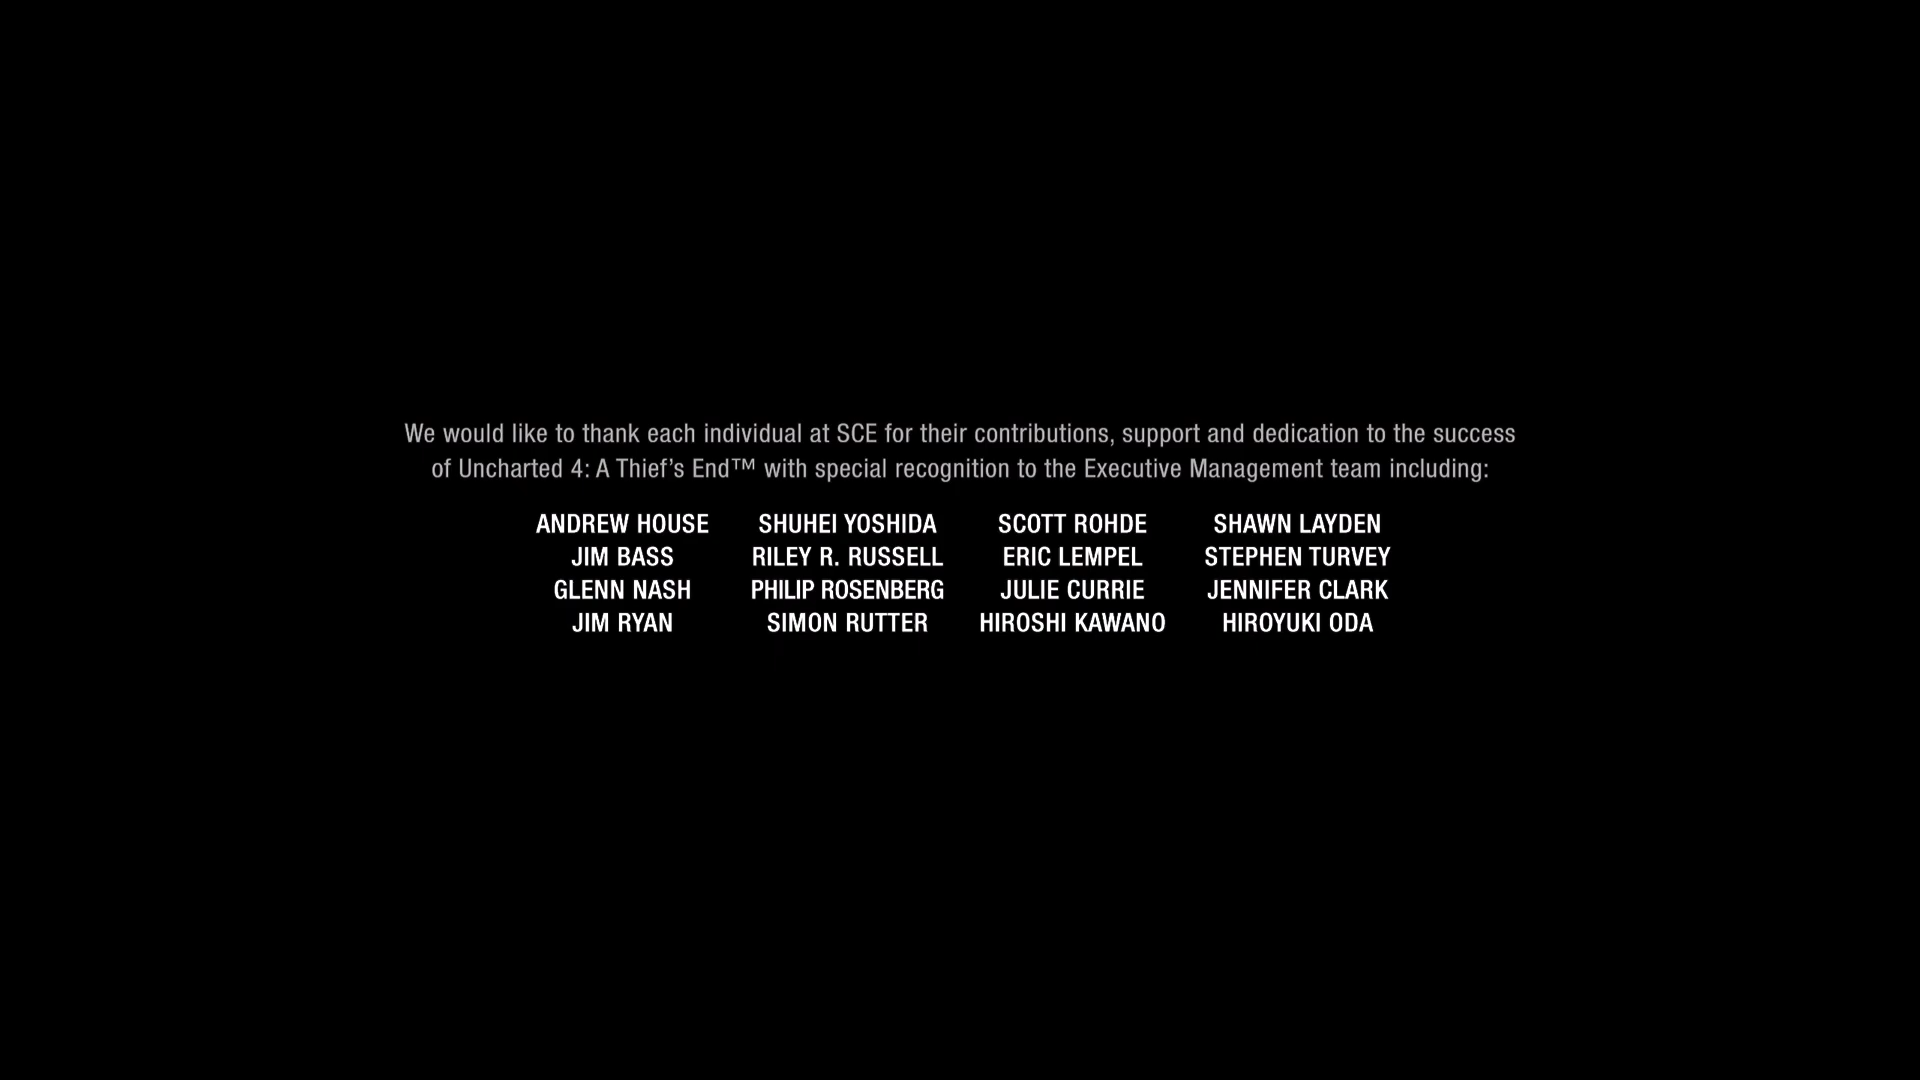 We would like to thank each individual at SCE for their contributions, support and dedication to the success
of Uncharted 4: A Thief’s End™ with special recognition to the Executive Management team including:
ANDREW HOUSE SHUHEI YOSHIDA SCOTT ROHDE SHAWN LAYDEN
JIM BASS RILEY R. RUSSELL ERIC LEMPEL STEPHEN TURVEY
GLENN NASH PHILIP ROSENBERG JULIE CURRIE JENNIFER CLARK
JIM RYAN SIMON RUTTER HIROSHI KAWANO HIROYUKI ODA